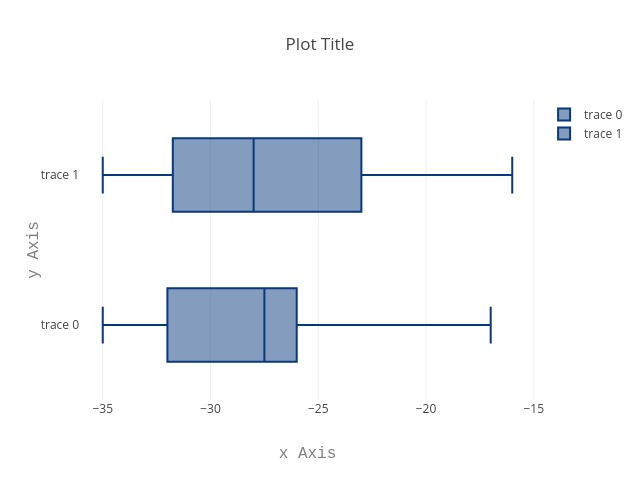 Plot Title
trace 0
trace 1
trace 1
trace 0
y Axis
−35
−30
−25
−20
−15
x Axis